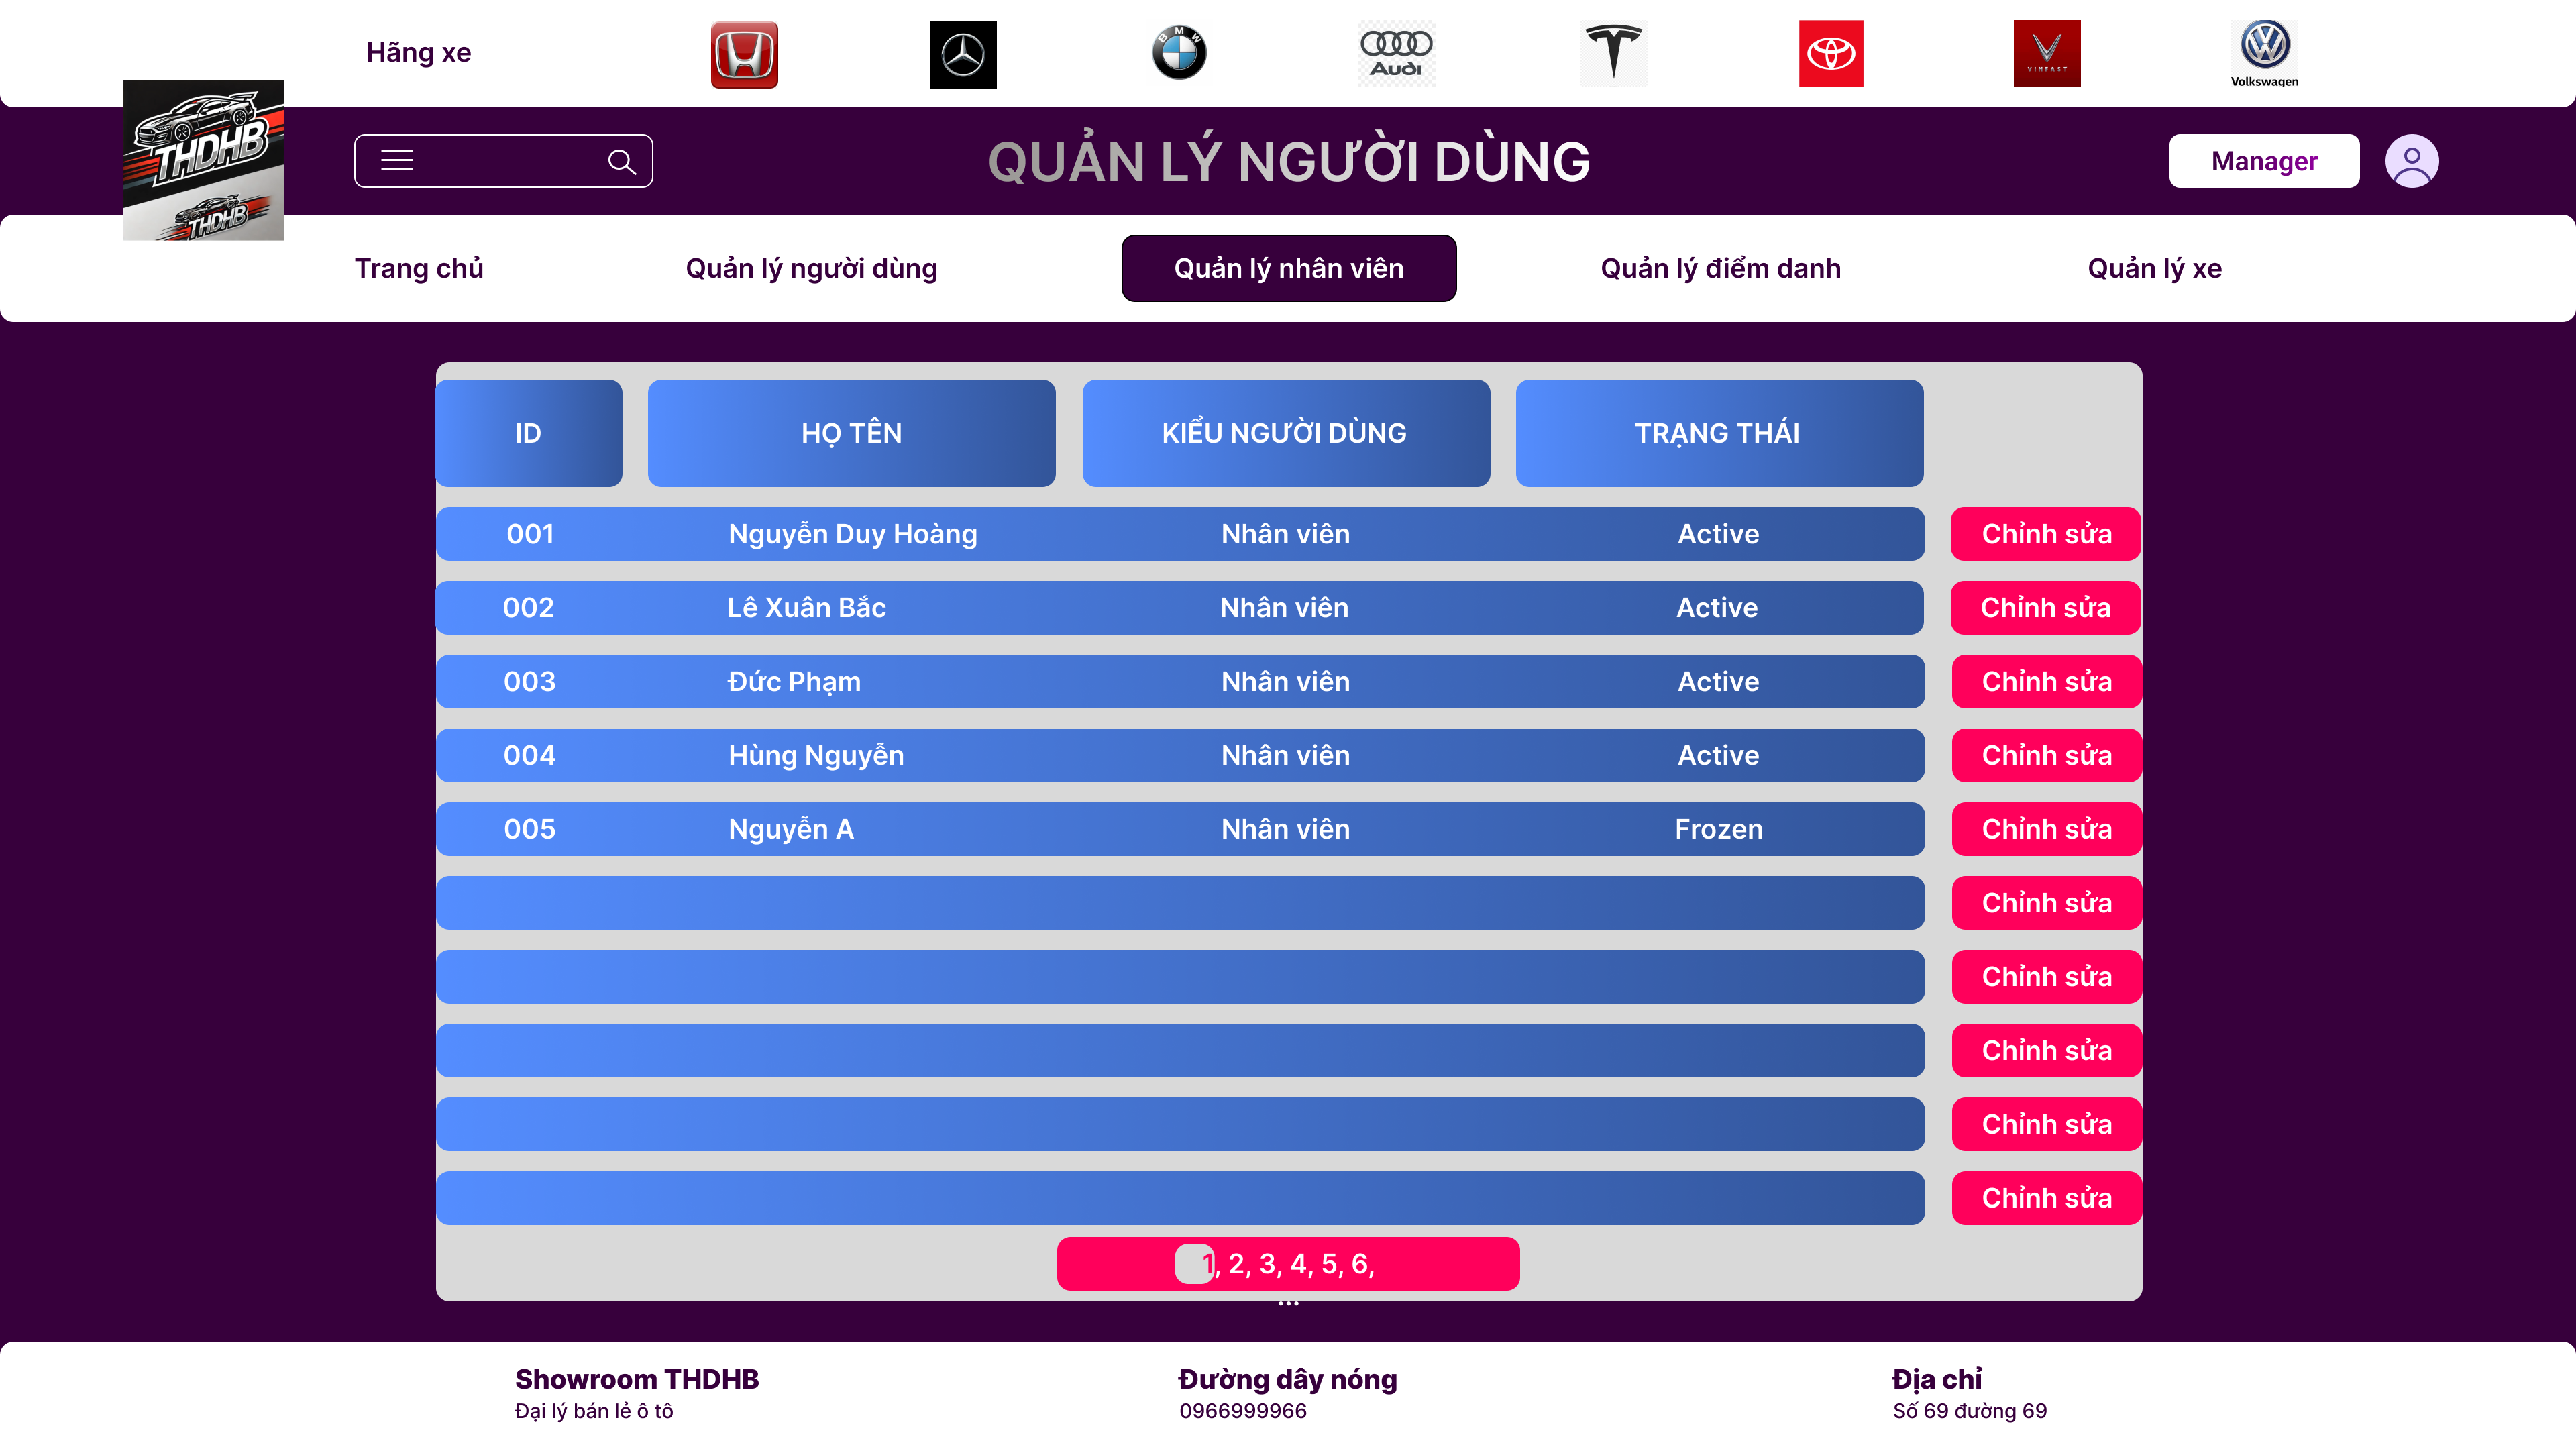 Hãng xe
BMW
Audi
VINFAST
Volkswagen
THDHB
THDHB
QUẢN LÝ NGƯỜI DÙNG
Manager
Trang chủ
Quản lý người dùng
Quản lý nhân viên
Quản lý điểm danh
Quản lý xe
ID HỌ TÊN KIỂU NGƯỜI DÙNG TRẠNG THÁI
001 Nguyễn Duy Hoàng Nhân viên Active Chỉnh sửa
002 Lê Xuân Bắc Nhân viên Active Chỉnh sửa
003 Đức Phạm Nhân viên Active Chỉnh sửa
004 Hùng Nguyễn Nhân viên Active Chỉnh sửa
005 Nguyễn A Nhân viên Frozen Chỉnh sửa
Chỉnh sửa
Chỉnh sửa
Chỉnh sửa
Chỉnh sửa
Chỉnh sửa
1, 2, 3, 4, 5, 6,
...
Showroom THDHB
Đại lý bán lẻ ô tô
Đường dây nóng
0966999966
Địa chỉ
Số 69 đường 69